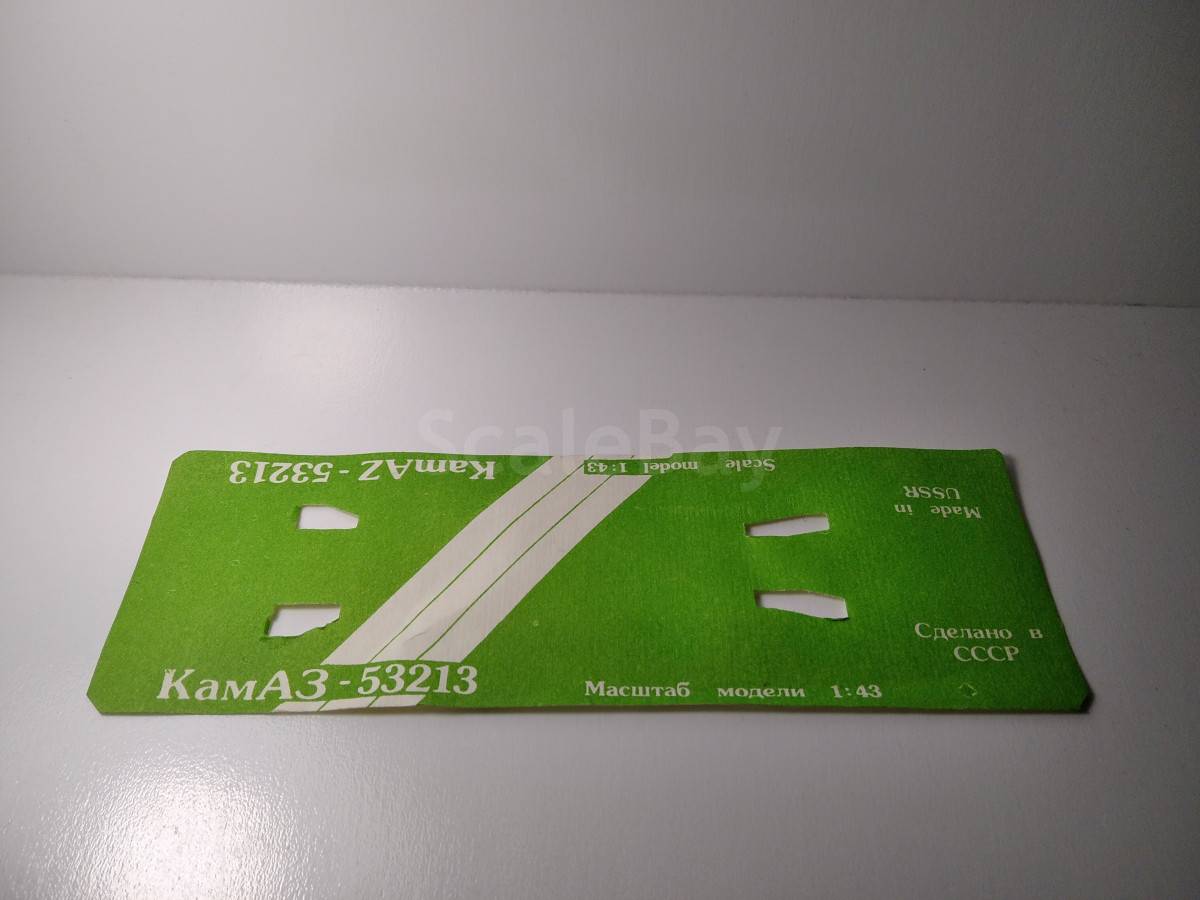 ScaleBay
KamAZ - 53213
Scale model 1:43
Made in
USSR
Сделано в
СССР
КамАЗ - 53213
Масштаб модели 1:43